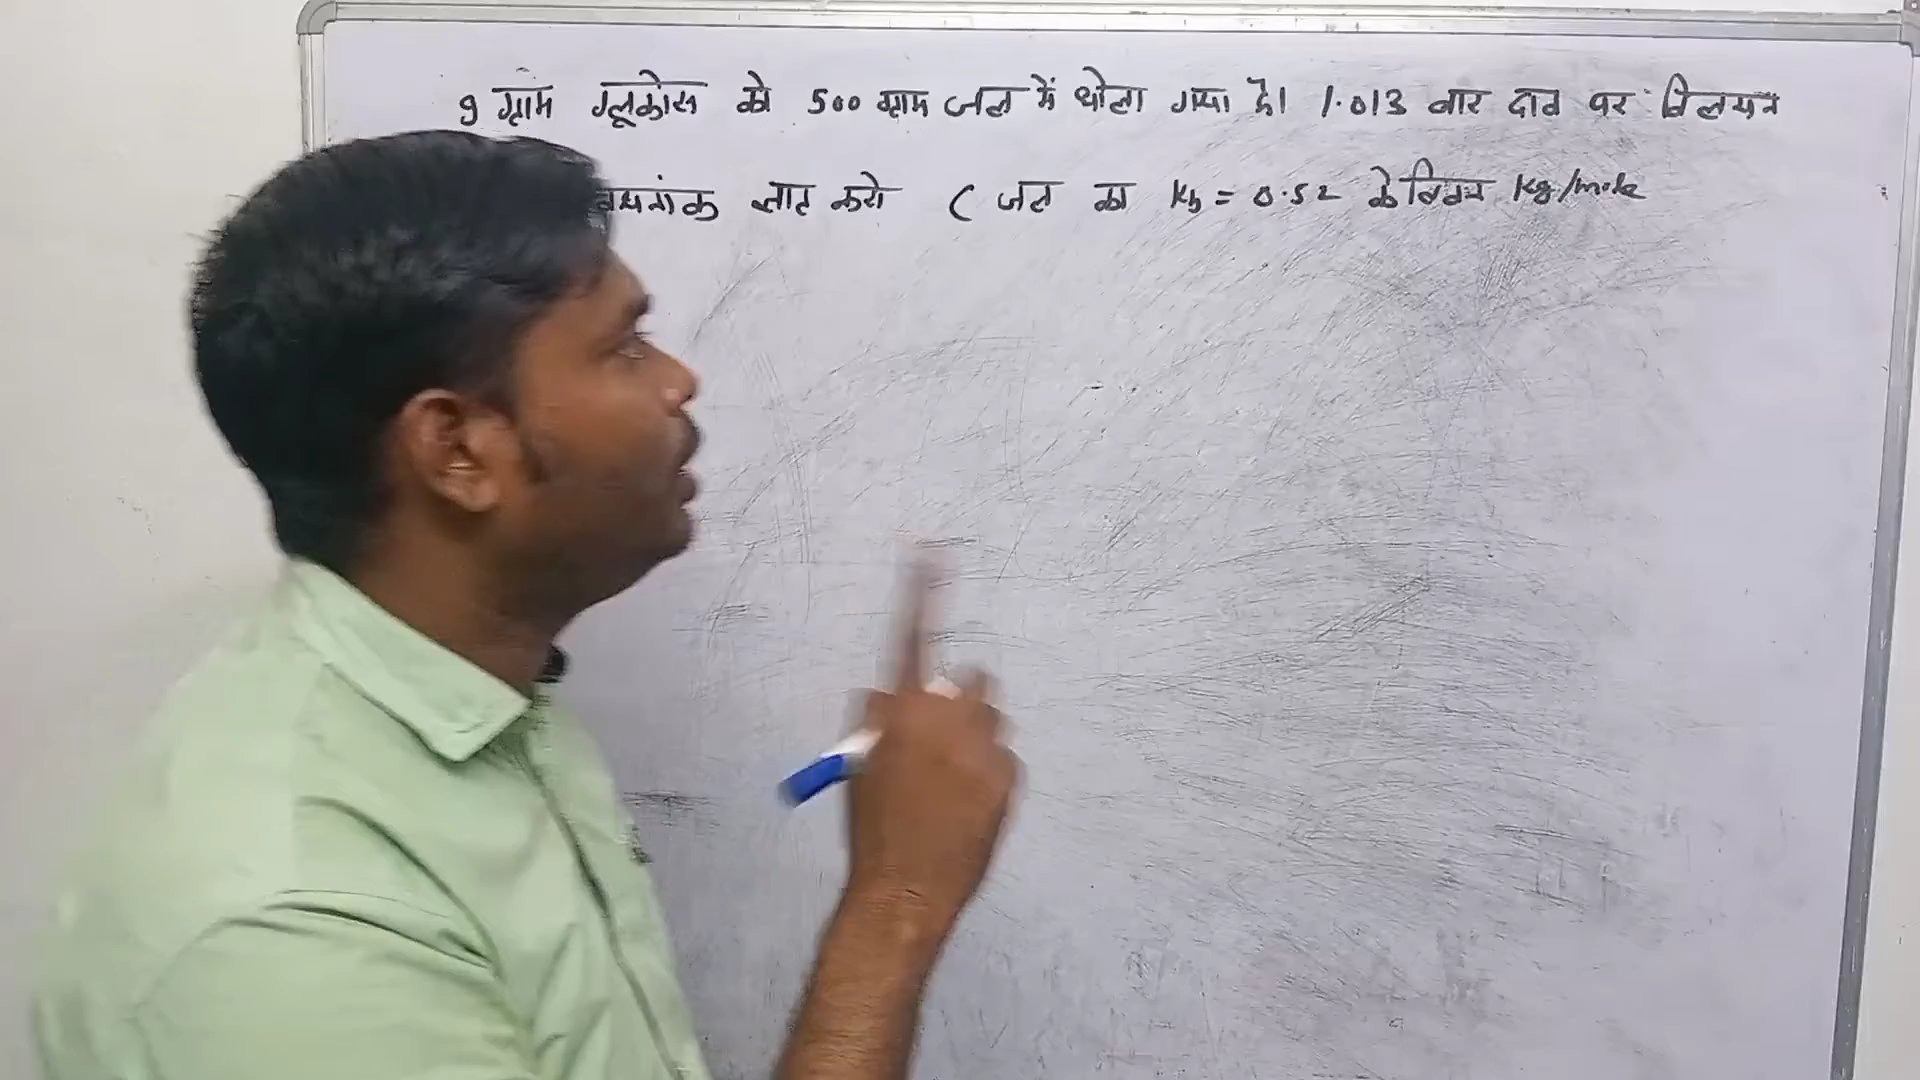 9 ग्राम ग्लूकोस को 500 ग्राम जल में घोला गया है। 1.013 बार दाब पर विलयन
क्वथनांक ज्ञात करो ( जल का Kb = 0.52 केल्विन Kg/mole